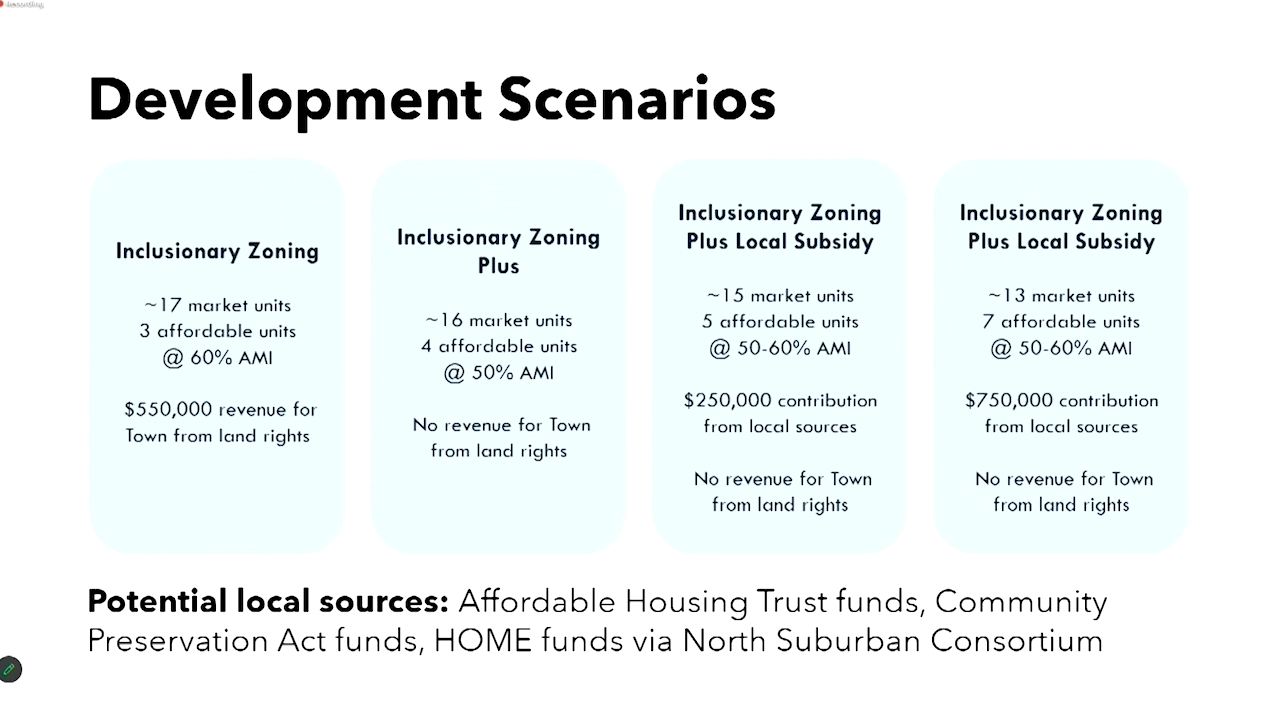 Development Scenarios
Inclusionary Zoning
~17 market units
3 affordable units
@ 60% AMI
$550,000 revenue for
Town from land rights
Inclusionary Zoning
Plus
~16 market units
4 affordable units
@ 50% AMI
No revenue for Town
from land rights
Inclusionary Zoning
Plus Local Subsidy
~15 market units
5 affordable units
@ 50-60% AMI
$250,000 contribution
from local sources
No revenue for Town
from land rights
Inclusionary Zoning
Plus Local Subsidy
~13 market units
7 affordable units
@ 50-60% AMI
$750,000 contribution
from local sources
No revenue for Town
from land rights
Potential local sources: Affordable Housing Trust funds, Community
Preservation Act funds, HOME funds via North Suburban Consortium